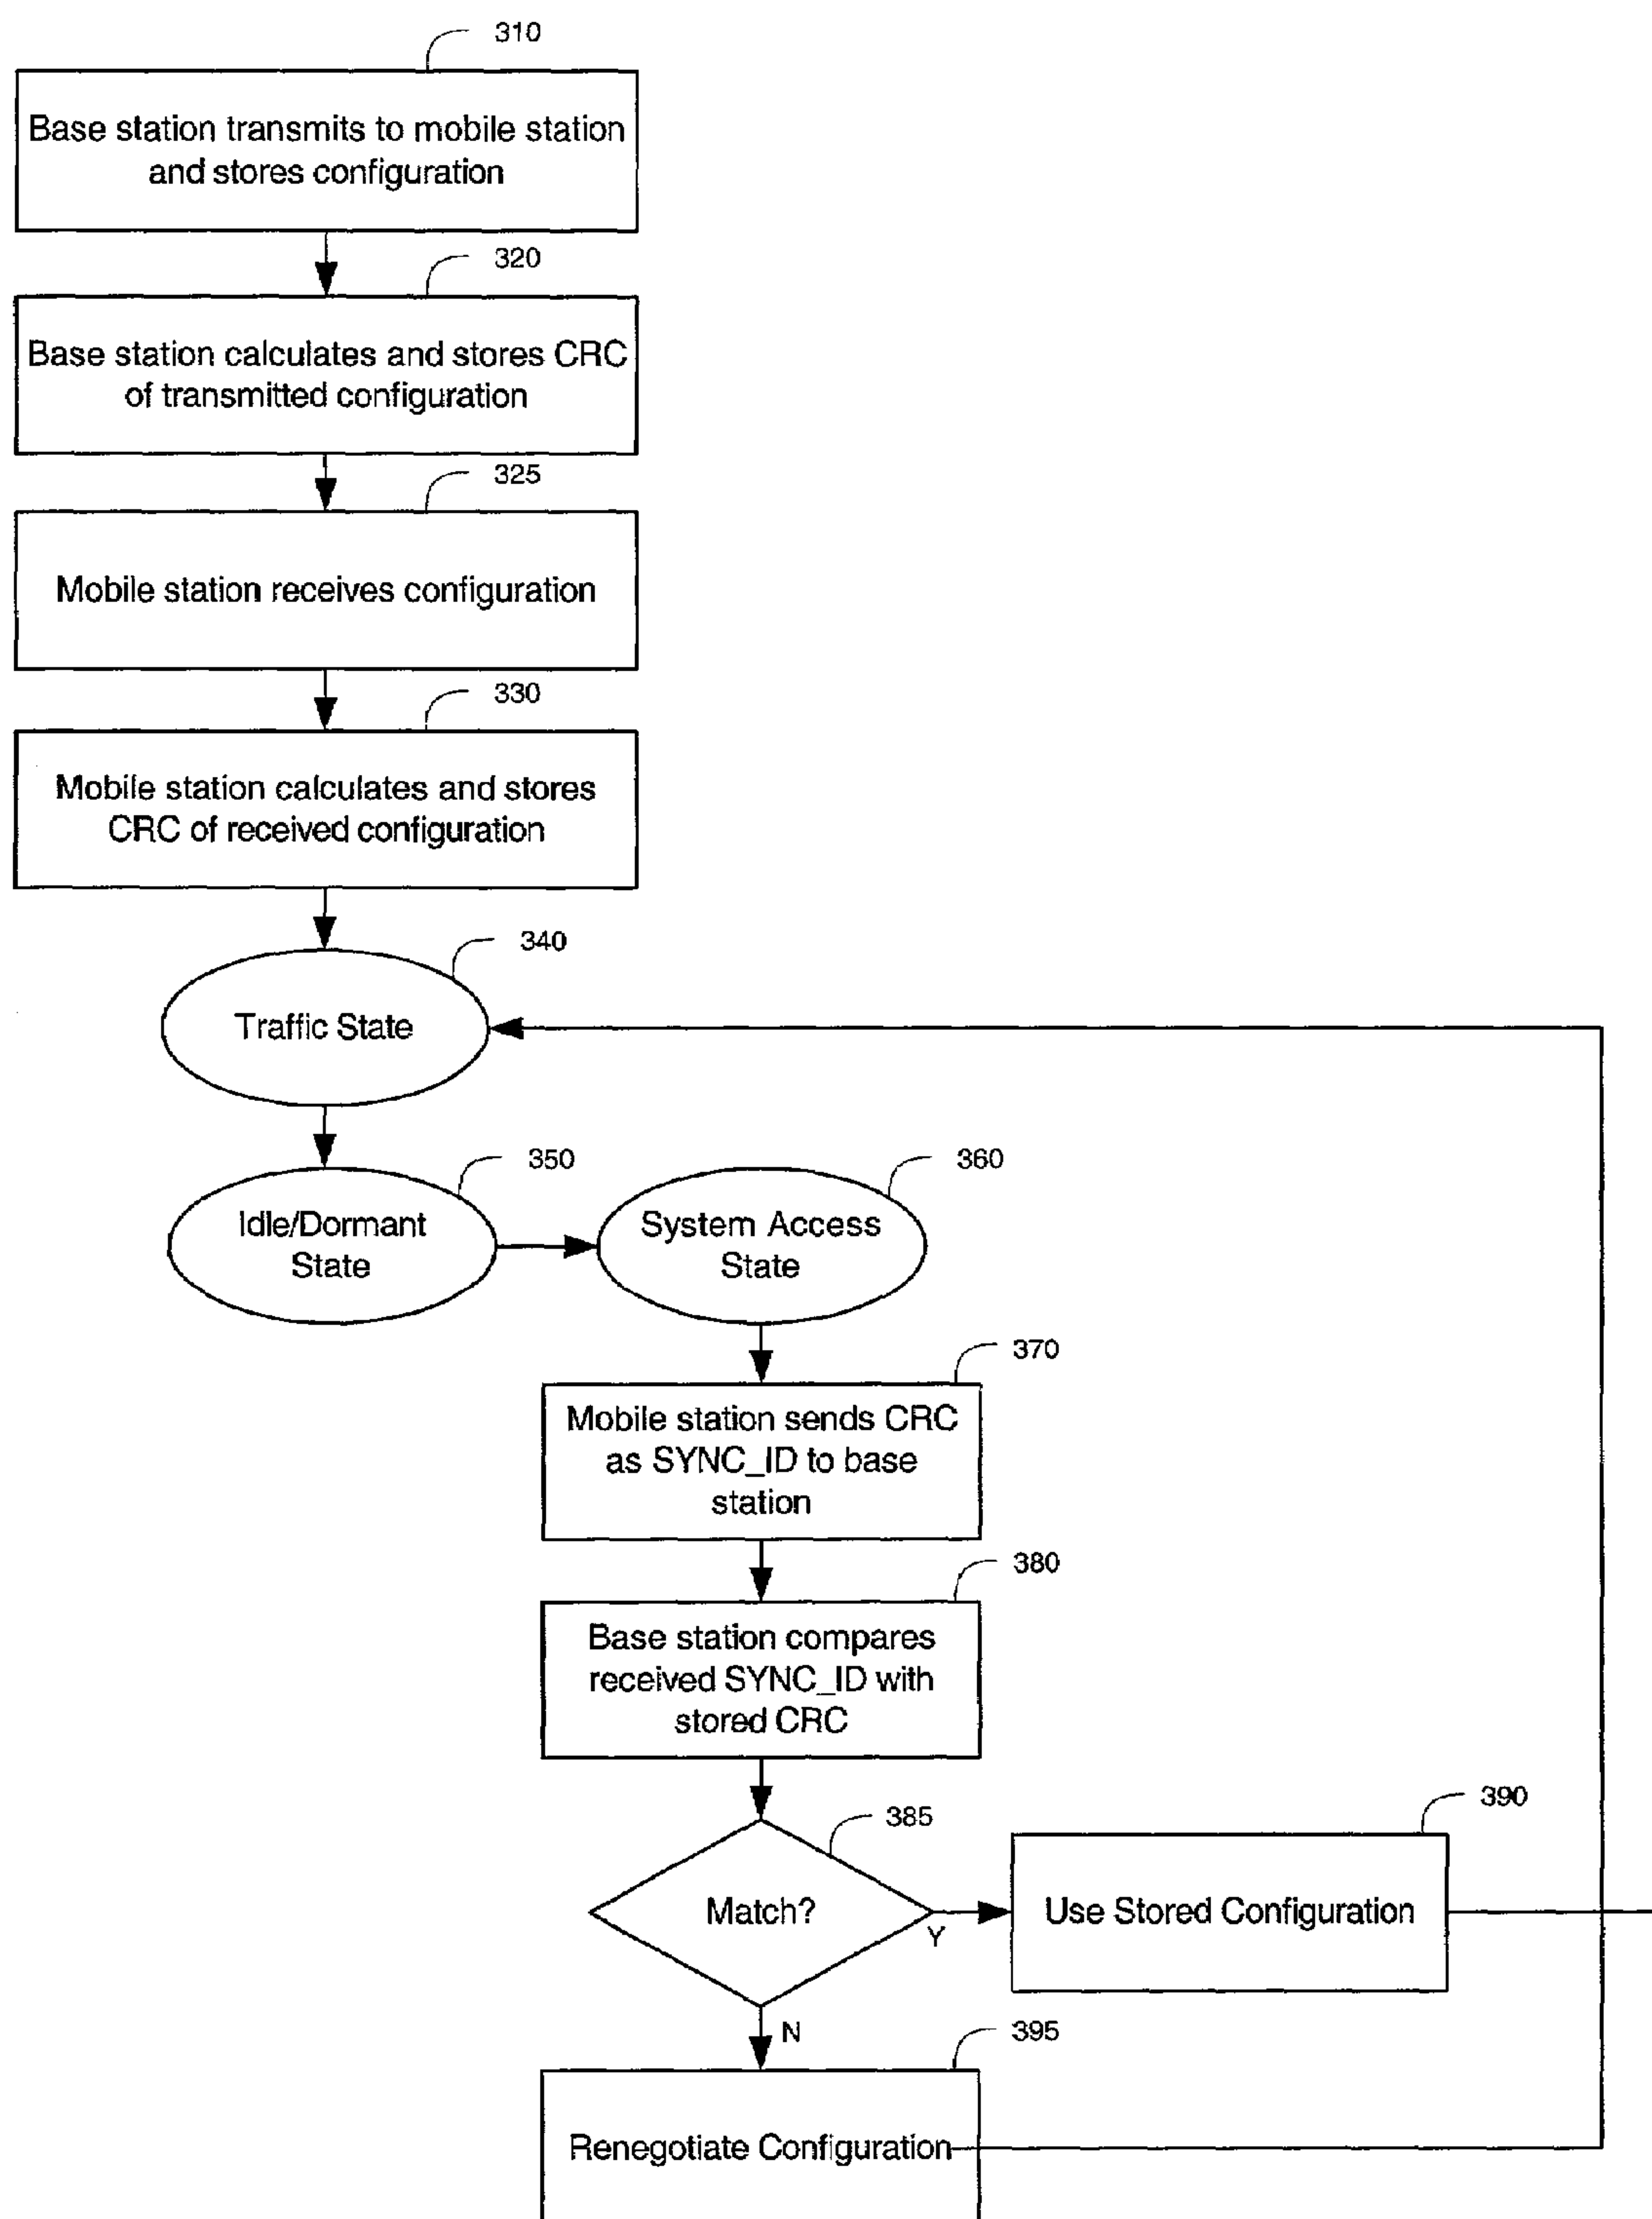 310
Base station transmits to mobile station
and stores configuration
320
Base station calculates and stores CRC
of transmitted configuration
325
Mobile station receives configuration
330
Mobile station calculates and stores
CRC of received configuration
340
Traffic State
350
Idle/Dormant
State
360
System Access
State
370
Mobile station sends CRC
as SYNC_ID to base
station
380
Base station compares
received SYNC_ID with
stored CRC
385
Match?
Y
390
Use Stored Configuration
N
395
Renegotiate Configuration